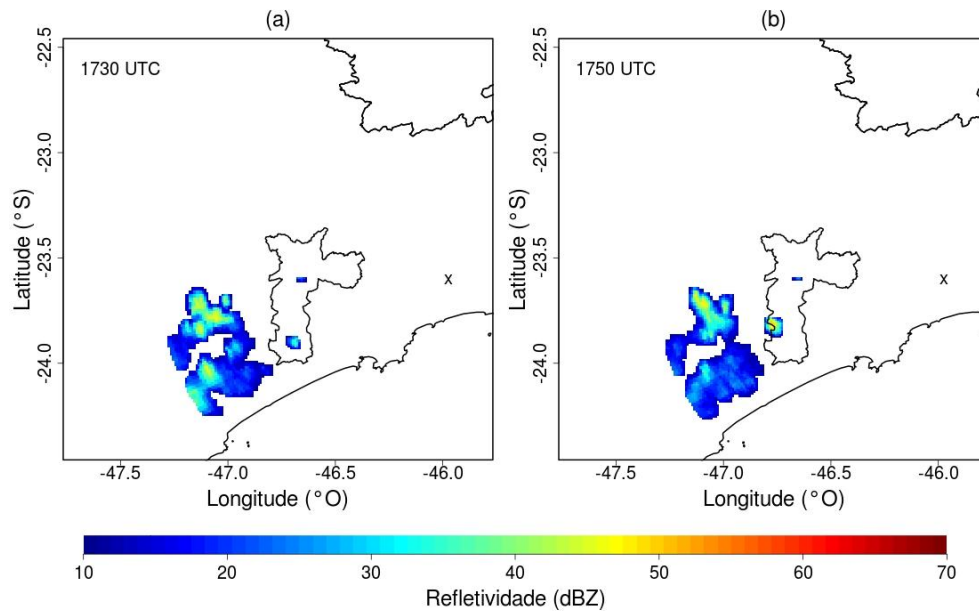 (a)
1730 UTC
-22.5
-23.0
-23.5
-24.0
Latitude (°S)
x
-47.5 -47.0 -46.5 -46.0
Longitude (°O)
(b)
1750 UTC
-22.5
-23.0
-23.5
-24.0
Latitude (°S)
x
-47.5 -47.0 -46.5 -46.0
Longitude (°O)
10 20 30 40 50 60 70
Refletividade (dBZ)